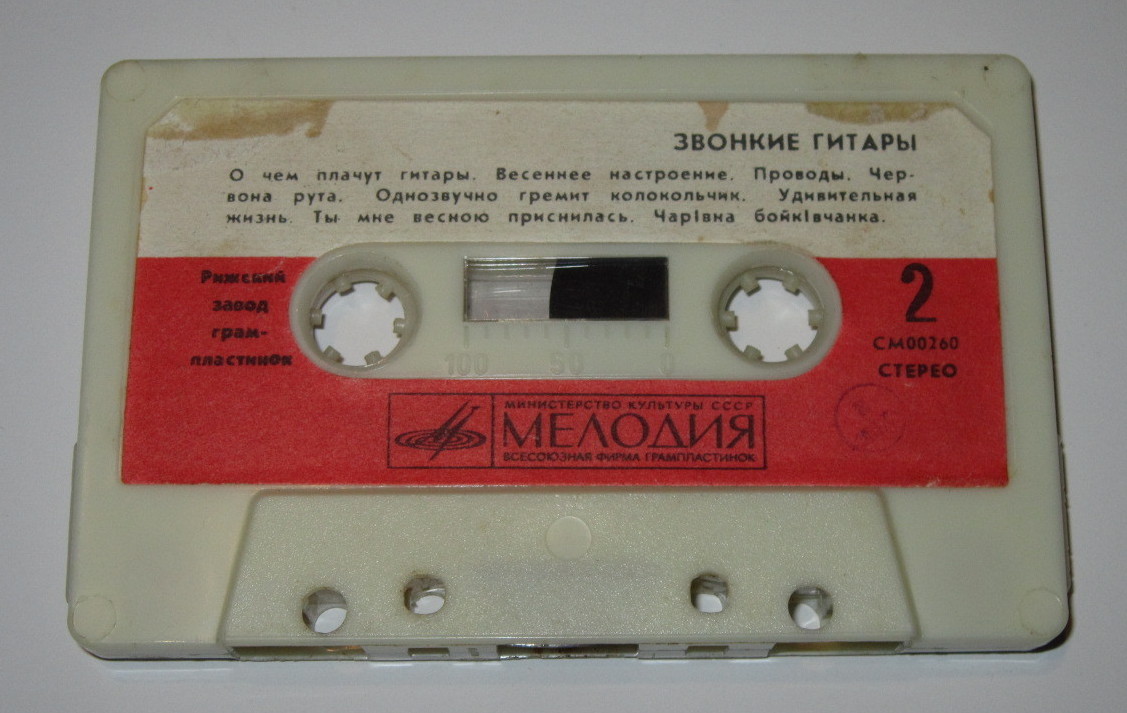 ЗВОНКИЕ ГИТАРЫ
О чем плачут гитары. Весеннее настроение. Проводы. Чер-
вона рута. Однозвучно гремит колокольчик. Удивительная
жизнь. Ты мне весною приснилась. Чарівна бойківчанка.
Рижский
завод
грам-
пластинок
2
СМ00260
СТЕРЕО
100 50 0
МИНИСТЕРСТВО КУЛЬТУРЫ СССР
МЕЛОДИЯ
ВСЕСОЮЗНАЯ ФИРМА ГРАМПЛАСТИНОК